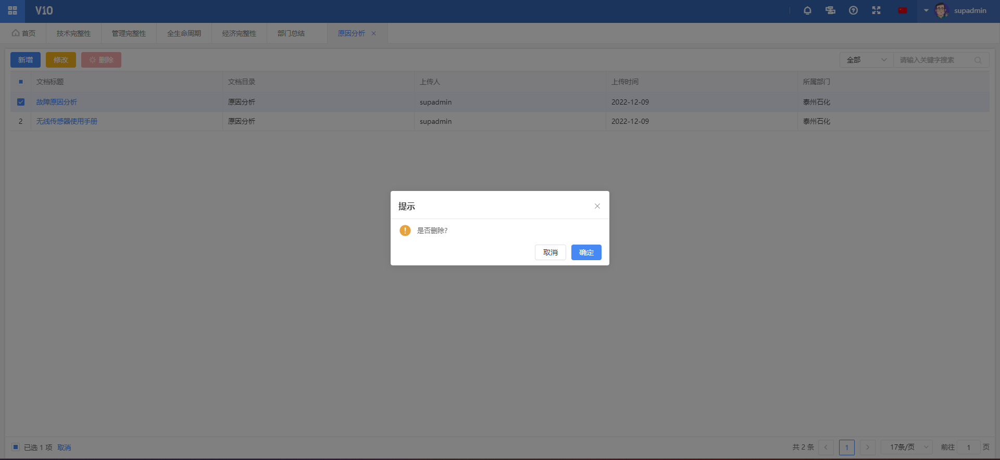 V10 supadmin
首页 技术完整性 管理完整性 全生命周期 经济完整性 部门总结 原因分析
新增 修改 删除 全部 请输入关键字搜索
文档标题 文档目录 上传人 上传时间 所属部门
故障原因分析 原因分析 supadmin 2022-12-09 泰州石化
2 无线传感器使用手册 原因分析 supadmin 2022-12-09 泰州石化
提示
是否删除?
取消 确定
已选 1 项 取消 共 2 条 1 17条/页 前往 1 页